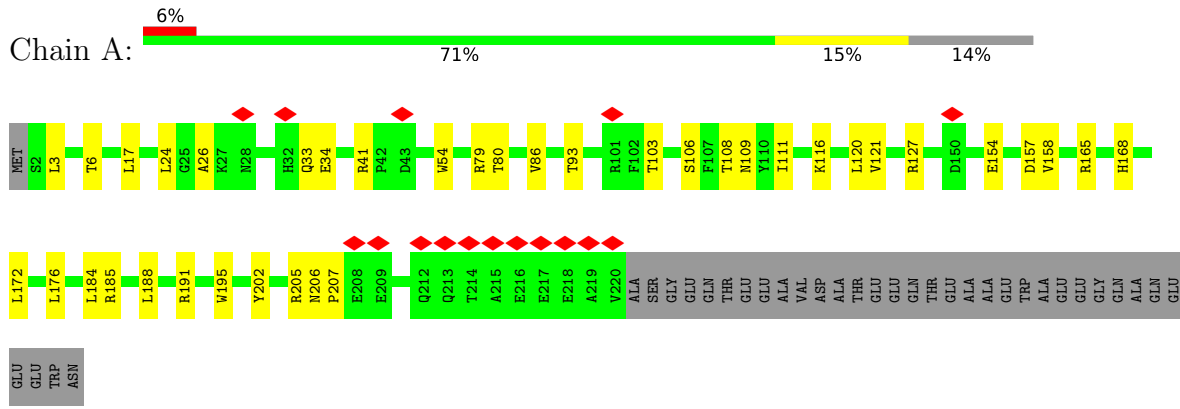 6%
Chain A:
71% 15% 14%
MET S2 L3 T6 L17 L24 G25 A26 K27 N28 H32 Q33 E34 R41 P42 D43 W54 R79 T80 V86 T93 R101 F102 T103 S106 F107 T108 N109 Y110 I111 K116 L120 V121 R127 D150 E154 D157 V158 R165 H168
L172 L176 L184 R185 L188 R191 W195 Y202 R205 N206 P207 E208 E209 Q212 Q213 T214 A215 E216 E217 E218 A219 V220 ALA SER GLY GLU GLN THR GLU GLU ALA VAL ASP ALA THR GLU GLU GLN THR GLU ALA ALA GLU TRP ALA GLU GLU GLY GLN ALA GLN GLU
GLU GLU TRP ASN